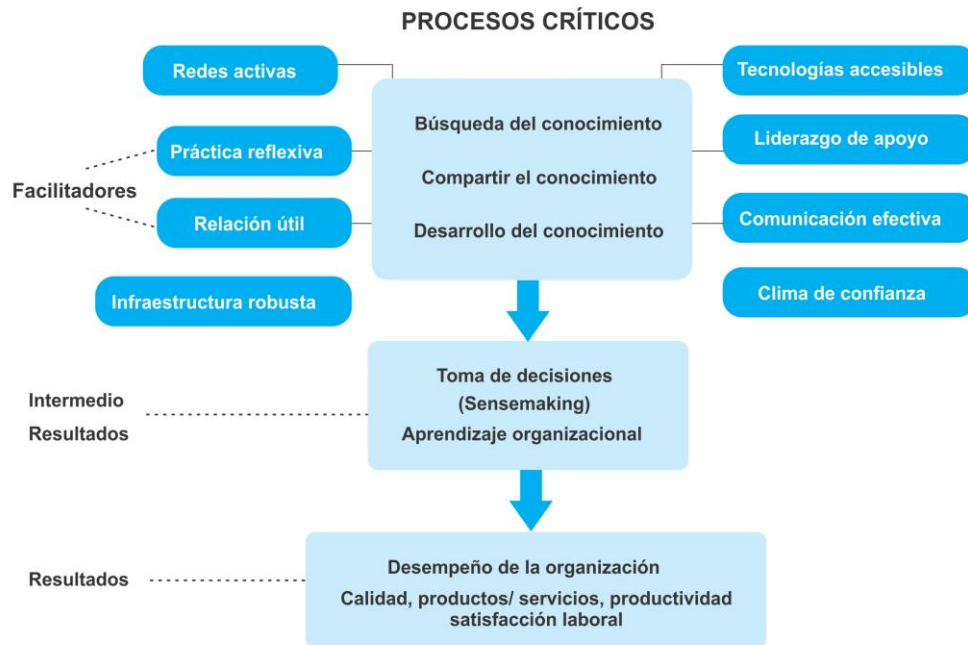 PROCESOS CRÍTICOS
Redes activas
Práctica reflexiva
Facilitadores
Relación útil
Infraestructura robusta
Búsqueda del conocimiento
Compartir el conocimiento
Desarrollo del conocimiento
Tecnologías accesibles
Liderazgo de apoyo
Comunicación efectiva
Clima de confianza
Intermedio
Resultados
Toma de decisiones
(Sensemaking)
Aprendizaje organizacional
Resultados
Desempeño de la organización
Calidad, productos/ servicios, productividad
satisfacción laboral